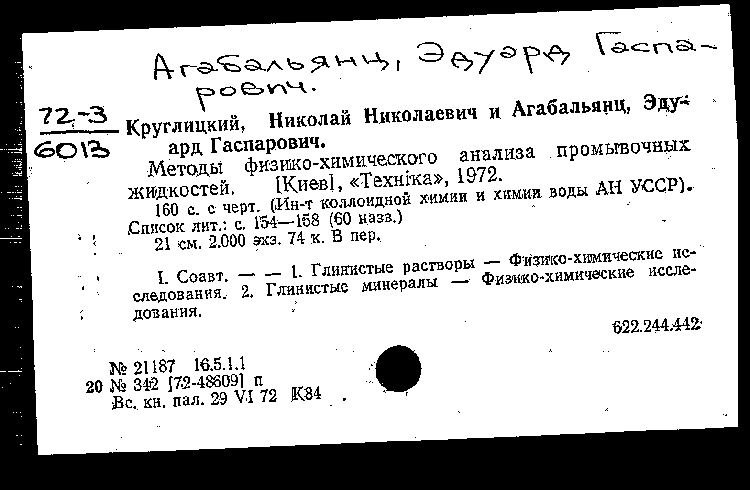 Агабальянц, Эдуард Гаспа-
рович.
72-3
6013
Круглицкий, Николай Николаевич и Агабальянц, Эду-
ард Гаспарович.
Методы физико-химического анализа промывочных
жидкостей. [Киев], «Технiка», 1972.
160 с. с черт. (Ин-т коллоидной химии и химии воды АН УССР).
Список лит.: с. 154—158 (60 назв.)
21 см. 2.000 экз. 74 к. В пер.
I. Соавт. — — 1. Глинистые растворы — Физико-химические ис-
следования. 2. Глинистые минералы — Физико-химические иссле-
дования.
622.244.442
№ 21187 16.5.1.1
20 № 342 [72-48609] п
Вс. кн. пал. 29 VI 72 К84